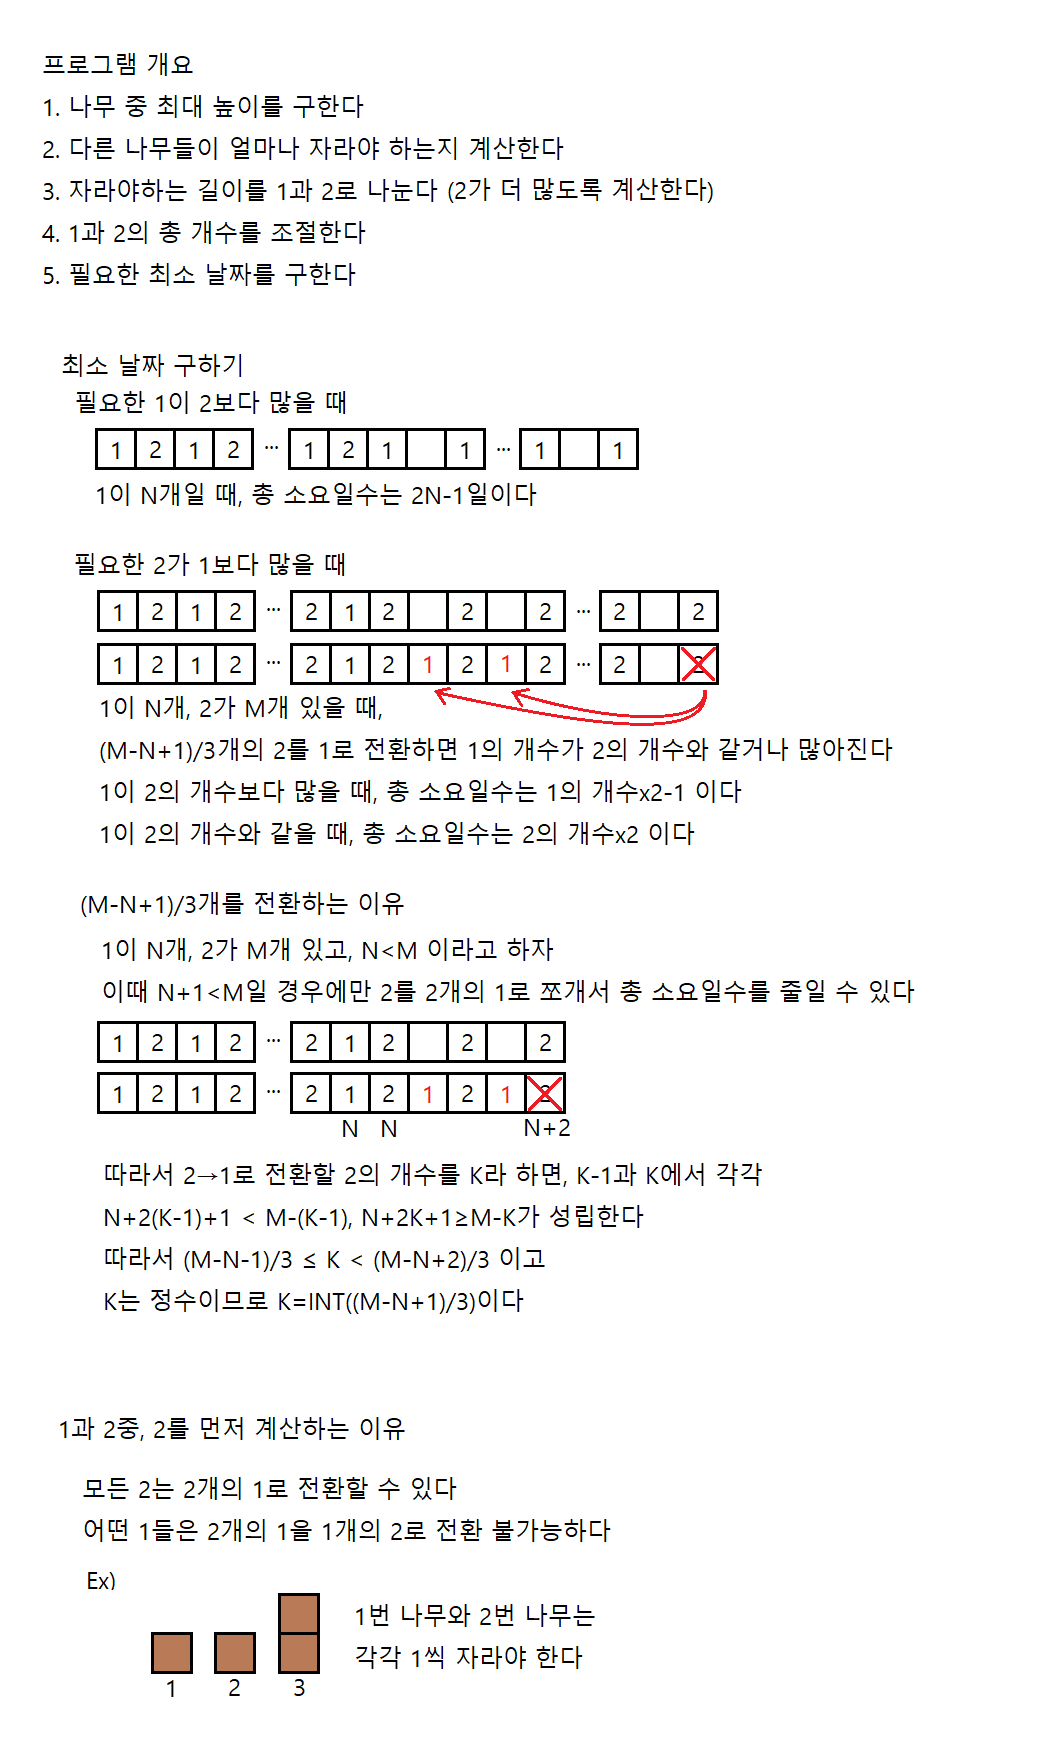 프로그램 개요
1. 나무 중 최대 높이를 구한다
2. 다른 나무들이 얼마나 자라야 하는지 계산한다
3. 자라야하는 길이를 1과 2로 나눈다 (2가 더 많도록 계산한다)
4. 1과 2의 총 개수를 조절한다
5. 필요한 최소 날짜를 구한다
최소 날짜 구하기
필요한 1이 2보다 많을 때
1 2 1 2 ... 1 2 1 1 ... 1 1
1이 N개일 때, 총 소요일수는 2N-1일이다
필요한 2가 1보다 많을 때
1 2 1 2 ... 2 1 2 2 2 ... 2 2
1 2 1 2 ... 2 1 2 1 2 1 2 ... 2 2
1이 N개, 2가 M개 있을 때,
(M-N+1)/3개의 2를 1로 전환하면 1의 개수가 2의 개수와 같거나 많아진다
1이 2의 개수보다 많을 때, 총 소요일수는 1의 개수x2-1 이다
1이 2의 개수와 같을 때, 총 소요일수는 2의 개수x2 이다
(M-N+1)/3개를 전환하는 이유
1이 N개, 2가 M개 있고, N<M 이라고 하자
이때 N+1<M일 경우에만 2를 2개의 1로 쪼개서 총 소요일수를 줄일 수 있다
1 2 1 2 ... 2 1 2 2 2
1 2 1 2 ... 2 1 2 1 2 1 2
N N N+2
따라서 2→1로 전환할 2의 개수를 K라 하면, K-1과 K에서 각각
N+2(K-1)+1 < M-(K-1), N+2K+1≥M-K가 성립한다
따라서 (M-N-1)/3 ≤ K < (M-N+2)/3 이고
K는 정수이므로 K=INT((M-N+1)/3)이다
1과 2중, 2를 먼저 계산하는 이유
모든 2는 2개의 1로 전환할 수 있다
어떤 1들은 2개의 1을 1개의 2로 전환 불가능하다
Ex)
1번 나무와 2번 나무는
각각 1씩 자라야 한다
1 2 3